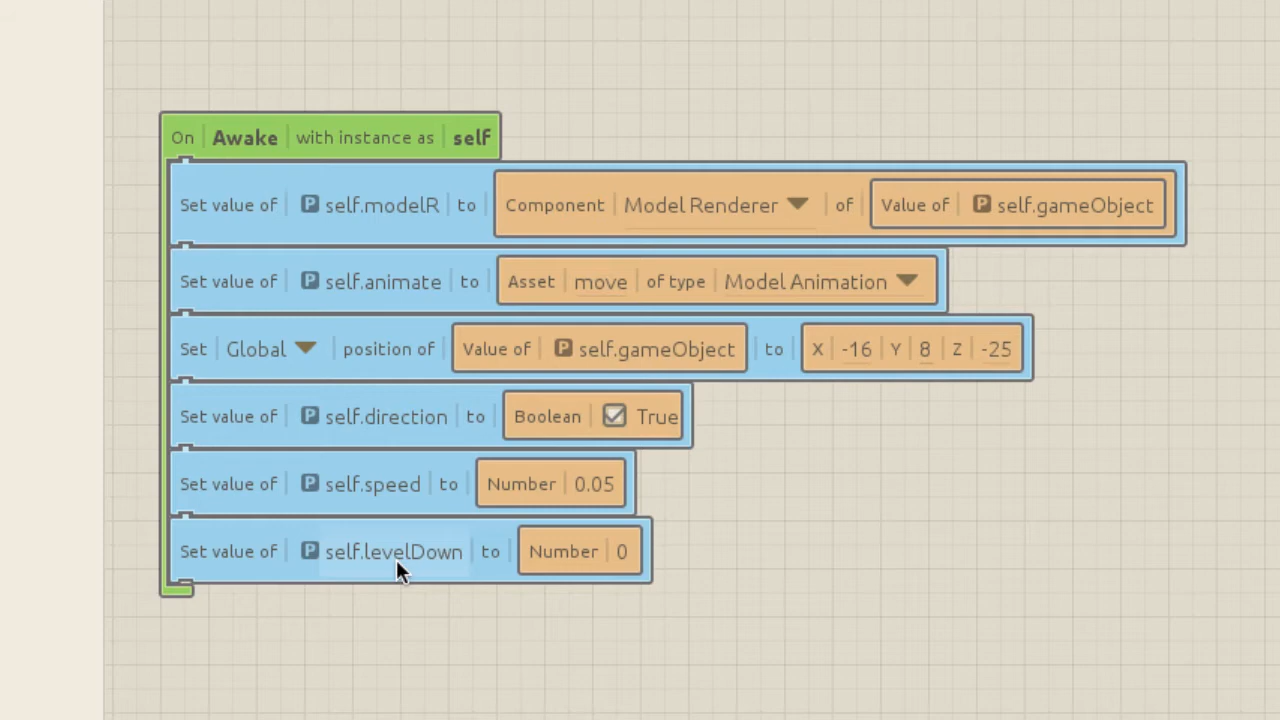 On Awake with instance as self
Set value of P self.modelR to Component Model Renderer of Value of P self.gameObject
Set value of P self.animate to Asset move of type Model Animation
Set Global position of Value of P self.gameObject to X -16 Y 8 Z -25
Set value of P self.direction to Boolean True
Set value of P self.speed to Number 0.05
Set value of P self.levelDown to Number 0